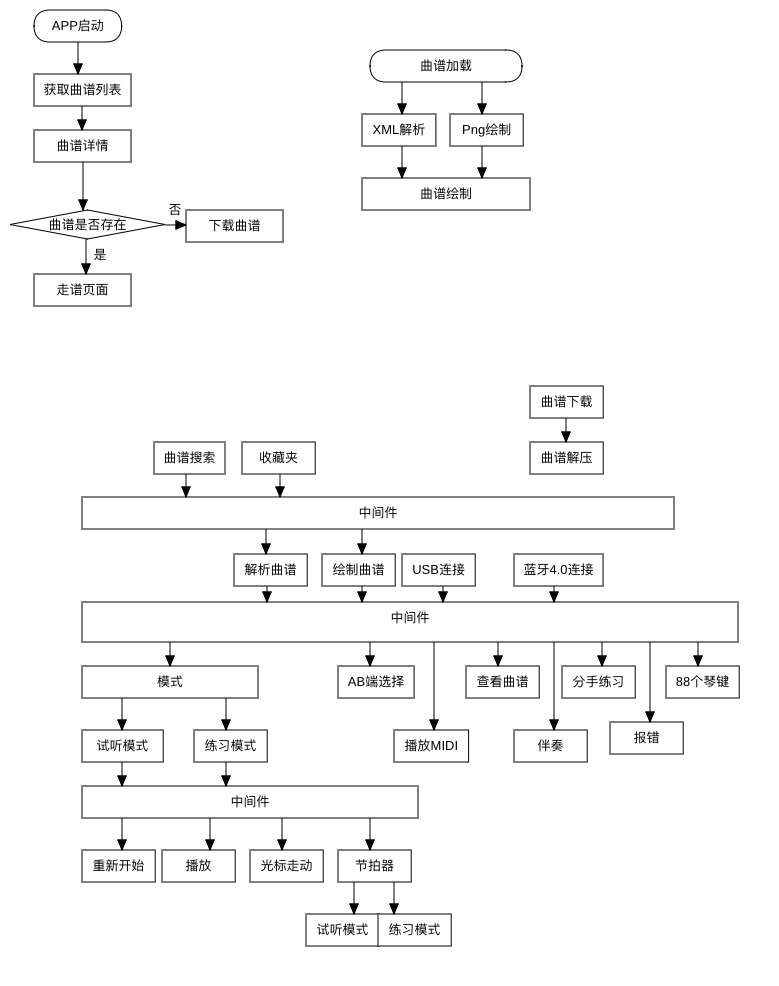 APP启动
获取曲谱列表
曲谱详情
曲谱是否存在
否
下载曲谱
是
走谱页面
曲谱加载
XML解析
Png绘制
曲谱绘制
曲谱下载
曲谱解压
曲谱搜索
收藏夹
中间件
解析曲谱
绘制曲谱
USB连接
蓝牙4.0连接
中间件
模式
AB端选择
查看曲谱
分手练习
88个琴键
试听模式
练习模式
播放MIDI
伴奏
报错
中间件
重新开始
播放
光标走动
节拍器
试听模式
练习模式